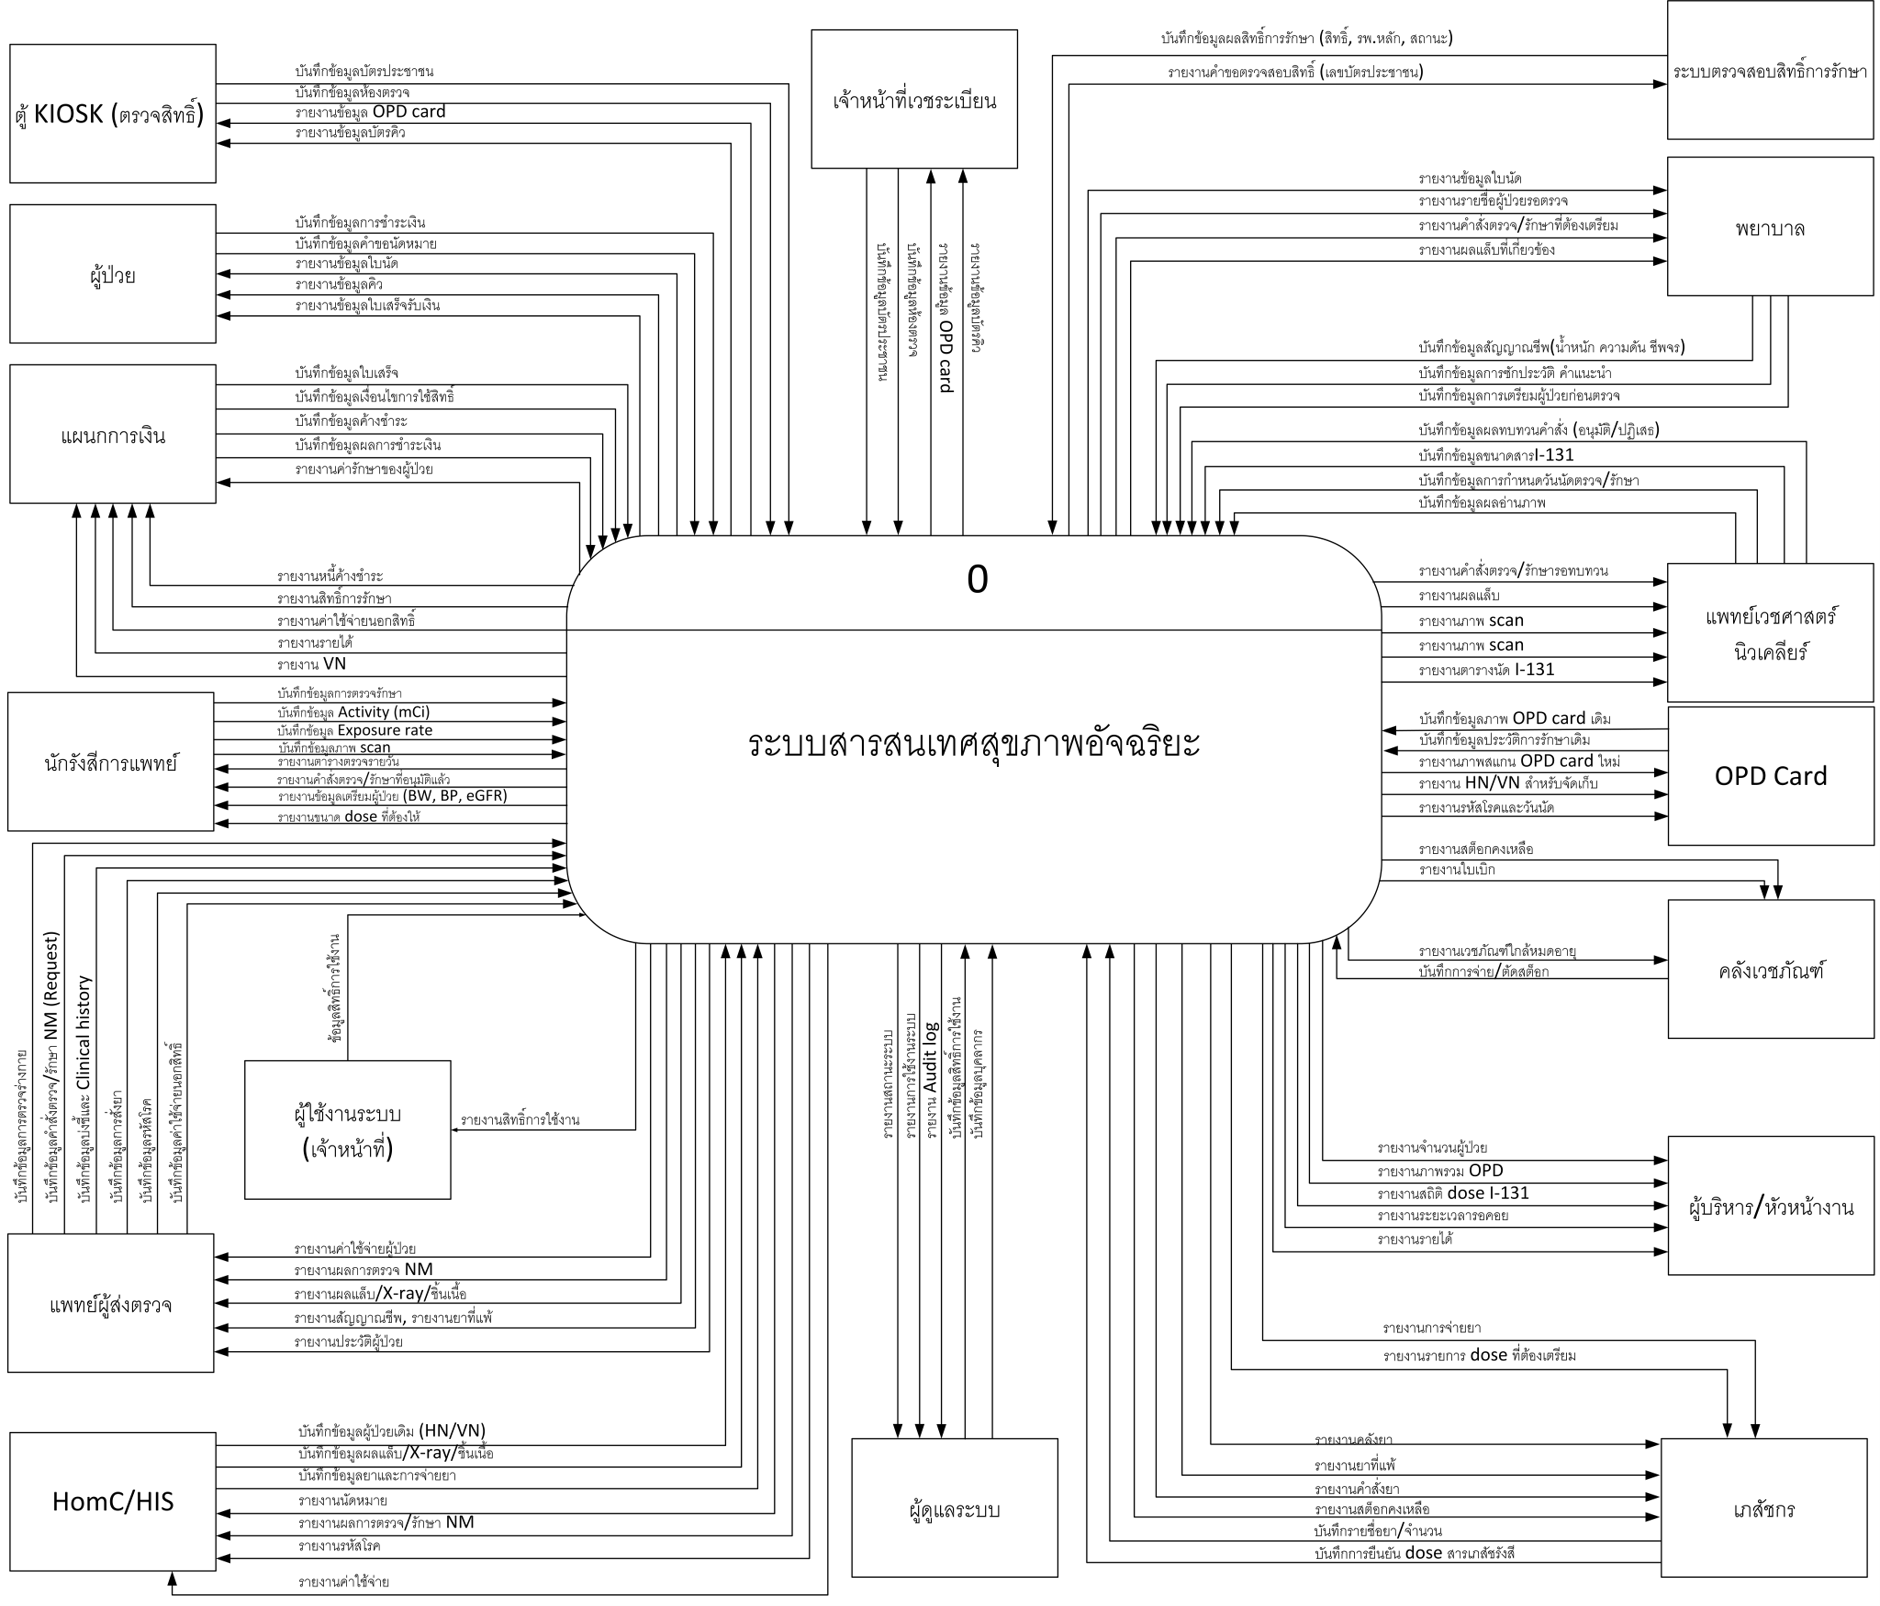 ตู้ KIOSK (ตรวจสิทธิ์)
บันทึกข้อมูลบัตรประชาชน
บันทึกข้อมูลห้องตรวจ
รายงานข้อมูล OPD card
รายงานข้อมูลบัตรคิว
เจ้าหน้าที่เวชระเบียน
บันทึกข้อมูลบัตรประชาชน
บันทึกข้อมูลห้องตรวจ
รายงานข้อมูล OPD card
รายงานข้อมูลบัตรคิว
บันทึกข้อมูลผลสิทธิ์การรักษา (สิทธิ์, รพ.หลัก, สถานะ)
รายงานคำขอตรวจสอบสิทธิ์ (เลขบัตรประชาชน)
ระบบตรวจสอบสิทธิ์การรักษา
ผู้ป่วย
บันทึกข้อมูลการชำระเงิน
บันทึกข้อมูลคำขอนัดหมาย
รายงานข้อมูลใบนัด
รายงานข้อมูลคิว
รายงานข้อมูลใบเสร็จรับเงิน
รายงานข้อมูลใบนัด
รายงานรายชื่อผู้ป่วยรอตรวจ
รายงานคำสั่งตรวจ/รักษาที่ต้องเตรียม
รายงานผลแล็บที่เกี่ยวข้อง
พยาบาล
บันทึกข้อมูลสัญญาณชีพ(น้ำหนัก ความดัน ชีพจร)
บันทึกข้อมูลการซักประวัติ คำแนะนำ
บันทึกข้อมูลการเตรียมผู้ป่วยก่อนตรวจ
แผนกการเงิน
บันทึกข้อมูลใบเสร็จ
บันทึกข้อมูลเงื่อนไขการใช้สิทธิ์
บันทึกข้อมูลค้างชำระ
บันทึกข้อมูลผลการชำระเงิน
รายงานค่ารักษาของผู้ป่วย
รายงานหนี้ค้างชำระ
รายงานสิทธิ์การรักษา
รายงานค่าใช้จ่ายนอกสิทธิ์
รายงานรายได้
รายงาน VN
บันทึกข้อมูลผลทบทวนคำสั่ง (อนุมัติ/ปฏิเสธ)
บันทึกข้อมูลขนาดสารI-131
บันทึกข้อมูลการกำหนดวันนัดตรวจ/รักษา
บันทึกข้อมูลผลอ่านภาพ
รายงานคำสั่งตรวจ/รักษารอทบทวน
รายงานผลแล็บ
รายงานภาพ scan
รายงานภาพ scan
รายงานตารางนัด I-131
แพทย์เวชศาสตร์
นิวเคลียร์
0
ระบบสารสนเทศสุขภาพอัจฉริยะ
นักรังสีการแพทย์
บันทึกข้อมูลการตรวจรักษา
บันทึกข้อมูล Activity (mCi)
บันทึกข้อมูล Exposure rate
บันทึกข้อมูลภาพ scan
รายงานตารางตรวจรายวัน
รายงานคำสั่งตรวจ/รักษาที่อนุมัติแล้ว
รายงานข้อมูลเตรียมผู้ป่วย (BW, BP, eGFR)
รายงานขนาด dose ที่ต้องให้
บันทึกข้อมูลภาพ OPD card เดิม
บันทึกข้อมูลประวัติการรักษาเดิม
รายงานภาพสแกน OPD card ใหม่
รายงาน HN/VN สำหรับจัดเก็บ
รายงานรหัสโรคและวันนัด
OPD Card
รายงานสต็อกคงเหลือ
รายงานใบเบิก
รายงานเวชภัณฑ์ใกล้หมดอายุ
บันทึกการจ่าย/ตัดสต็อก
คลังเวชภัณฑ์
บันทึกข้อมูลการตรวจร่างกาย
บันทึกข้อมูลคำสั่งตรวจ/รักษา NM (Request)
บันทึกข้อมูลบ่งชี้และ Clinical history
บันทึกข้อมูลการสั่งยา
บันทึกข้อมูลรหัสโรค
บันทึกข้อมูลค่าใช้จ่ายนอกสิทธิ์
ข้อมูลสิทธิ์การใช้งาน
ผู้ใช้งานระบบ
(เจ้าหน้าที่)
รายงานสิทธิ์การใช้งาน
รายงานสถานะระบบ
รายงานการใช้งานระบบ
รายงาน Audit log
บันทึกข้อมูลสิทธิ์การใช้งาน
บันทึกข้อมูลบุคลากร
รายงานจำนวนผู้ป่วย
รายงานภาพรวม OPD
รายงานสถิติ dose I-131
รายงานระยะเวลารอคอย
รายงานรายได้
ผู้บริหาร/หัวหน้างาน
แพทย์ผู้ส่งตรวจ
รายงานค่าใช้จ่ายผู้ป่วย
รายงานผลการตรวจ NM
รายงานผลแล็บ/X-ray/ชิ้นเนื้อ
รายงานสัญญาณชีพ, รายงานยาที่แพ้
รายงานประวัติผู้ป่วย
รายงานการจ่ายยา
รายงานรายการ dose ที่ต้องเตรียม
HomC/HIS
บันทึกข้อมูลผู้ป่วยเดิม (HN/VN)
บันทึกข้อมูลผลแล็บ/X-ray/ชิ้นเนื้อ
บันทึกข้อมูลยาและการจ่ายยา
รายงานนัดหมาย
รายงานผลการตรวจ/รักษา NM
รายงานรหัสโรค
รายงานค่าใช้จ่าย
ผู้ดูแลระบบ
รายงานคลังยา
รายงานยาที่แพ้
รายงานคำสั่งยา
รายงานสต็อกคงเหลือ
บันทึกรายชื่อยา/จำนวน
บันทึกการยืนยัน dose สารเภสัชรังสี
เภสัชกร